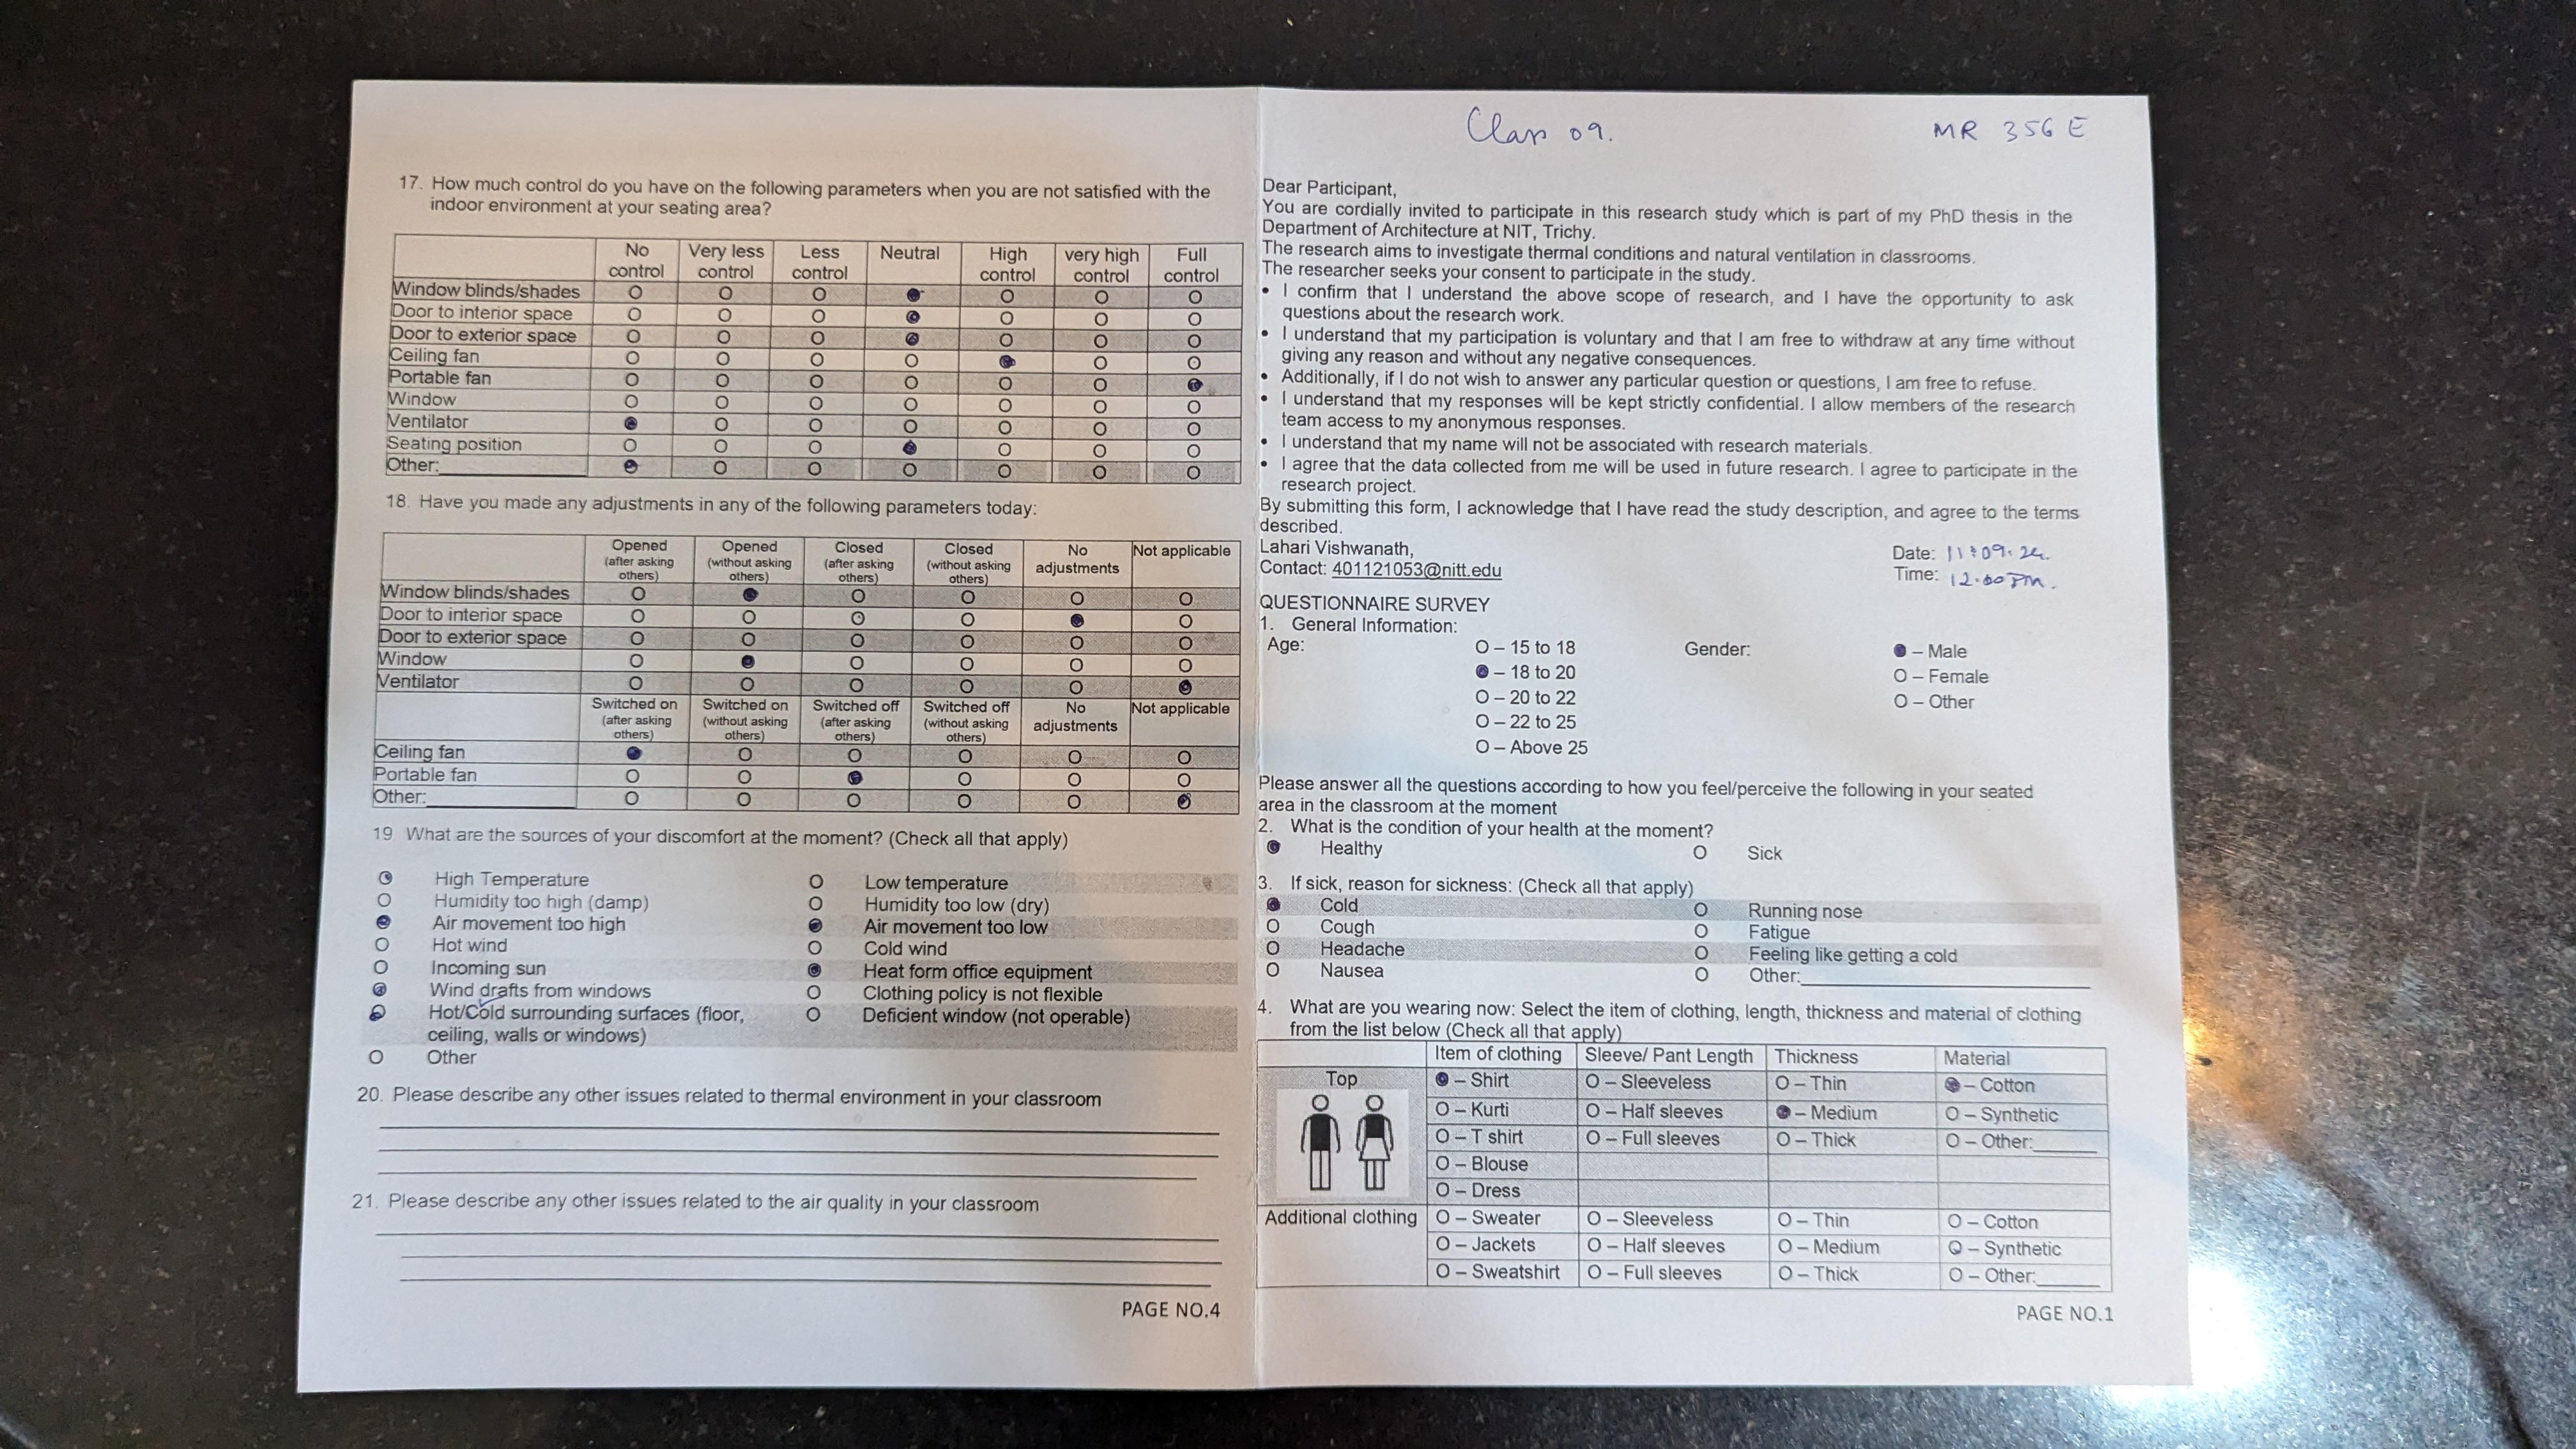 17. How much control do you have on the following parameters when you are not satisfied with the
indoor environment at your seating area?
No control Very less control Less control Neutral High control very high control Full control
Window blinds/shades
Door to interior space
Door to exterior space
Ceiling fan
Portable fan
Window
Ventilator
Seating position
Other:
18. Have you made any adjustments in any of the following parameters today:
Opened (after asking others) Opened (without asking others) Closed (after asking others) Closed (without asking others) No adjustments Not applicable
Window blinds/shades
Door to interior space
Door to exterior space
Window
Ventilator
Switched on (after asking others) Switched on (without asking others) Switched off (after asking others) Switched off (without asking others) No adjustments Not applicable
Ceiling fan
Portable fan
Other:
19 What are the sources of your discomfort at the moment? (Check all that apply)
High Temperature Low temperature
Humidity too high (damp) Humidity too low (dry)
Air movement too high Air movement too low
Hot wind Cold wind
Incoming sun Heat form office equipment
Wind drafts from windows Clothing policy is not flexible
Hot/Cold surrounding surfaces (floor, Deficient window (not operable)
ceiling, walls or windows)
Other
20. Please describe any other issues related to thermal environment in your classroom
21. Please describe any other issues related to the air quality in your classroom
PAGE NO.4
Class 09. MR 356 E
Dear Participant,
You are cordially invited to participate in this research study which is part of my PhD thesis in the
Department of Architecture at NIT, Trichy.
The research aims to investigate thermal conditions and natural ventilation in classrooms.
The researcher seeks your consent to participate in the study.
• I confirm that I understand the above scope of research, and I have the opportunity to ask
questions about the research work.
• I understand that my participation is voluntary and that I am free to withdraw at any time without
giving any reason and without any negative consequences.
• Additionally, if I do not wish to answer any particular question or questions, I am free to refuse.
• I understand that my responses will be kept strictly confidential. I allow members of the research
team access to my anonymous responses.
• I understand that my name will not be associated with research materials.
• I agree that the data collected from me will be used in future research. I agree to participate in the
research project.
By submitting this form, I acknowledge that I have read the study description, and agree to the terms
described.
Lahari Vishwanath, Date: 11.09.24.
Contact: 401121053@nitt.edu Time: 12.00 PM.
QUESTIONNAIRE SURVEY
1. General Information:
Age: O – 15 to 18 Gender: – Male
– 18 to 20 O – Female
O – 20 to 22 O – Other
O – 22 to 25
O – Above 25
Please answer all the questions according to how you feel/perceive the following in your seated
area in the classroom at the moment
2. What is the condition of your health at the moment?
Healthy O Sick
3. If sick, reason for sickness: (Check all that apply)
Cold O Running nose
O Cough O Fatigue
O Headache O Feeling like getting a cold
O Nausea O Other:
4. What are you wearing now: Select the item of clothing, length, thickness and material of clothing
from the list below (Check all that apply)
Item of clothing Sleeve/ Pant Length Thickness Material
Top – Shirt O – Sleeveless O – Thin – Cotton
O – Kurti O – Half sleeves – Medium O – Synthetic
O – T shirt O – Full sleeves O – Thick O – Other:
O – Blouse
O – Dress
Additional clothing O – Sweater O – Sleeveless O – Thin O – Cotton
O – Jackets O – Half sleeves O – Medium O – Synthetic
O – Sweatshirt O – Full sleeves O – Thick O – Other:
PAGE NO.1